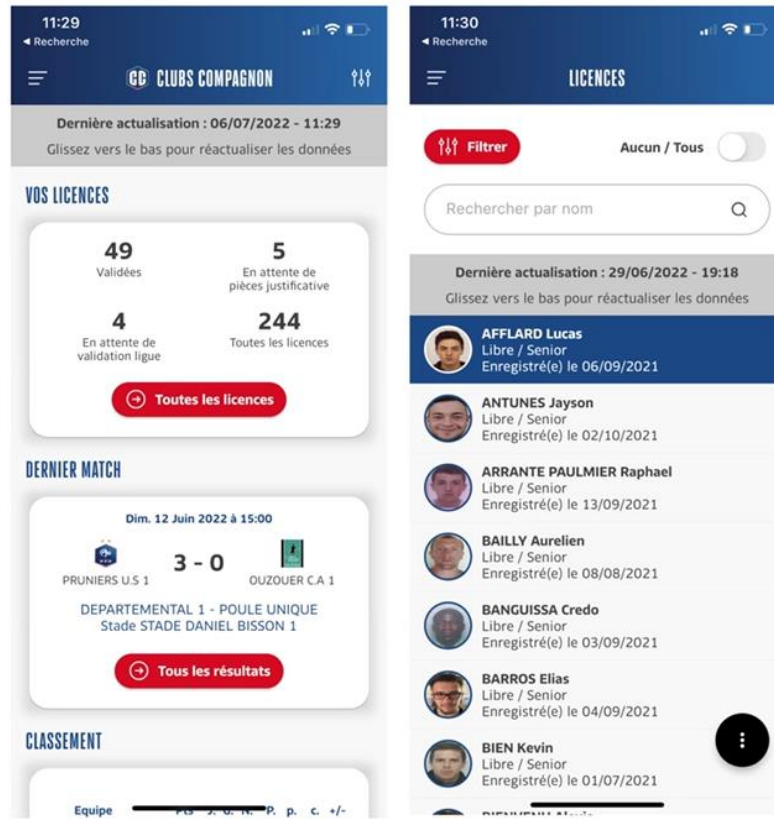 11:29
◀ Recherche
CC CLUBS COMPAGNON
Dernière actualisation : 06/07/2022 - 11:29
Glissez vers le bas pour réactualiser les données
VOS LICENCES
49
Validées
5
En attente de
pièces justificative
4
En attente de
validation ligue
244
Toutes les licences
Toutes les licences
DERNIER MATCH
Dim. 12 Juin 2022 à 15:00
3 - 0
PRUNIERS U.S 1
OUZOUER C.A 1
DEPARTEMENTAL 1 - POULE UNIQUE
Stade STADE DANIEL BISSON 1
Tous les résultats
CLASSEMENT
Equipe Pts J. G. N. P. p. c. +/-
11:30
◀ Recherche
LICENCES
Filtrer
Aucun / Tous
Rechercher par nom
Dernière actualisation : 29/06/2022 - 19:18
Glissez vers le bas pour réactualiser les données
AFFLARD Lucas
Libre / Senior
Enregistré(e) le 06/09/2021
ANTUNES Jayson
Libre / Senior
Enregistré(e) le 02/10/2021
ARRANTE PAULMIER Raphael
Libre / Senior
Enregistré(e) le 13/09/2021
BAILLY Aurelien
Libre / Senior
Enregistré(e) le 08/08/2021
BANGUISSA Credo
Libre / Senior
Enregistré(e) le 03/09/2021
BARROS Elias
Libre / Senior
Enregistré(e) le 04/09/2021
BIEN Kevin
Libre / Senior
Enregistré(e) le 01/07/2021